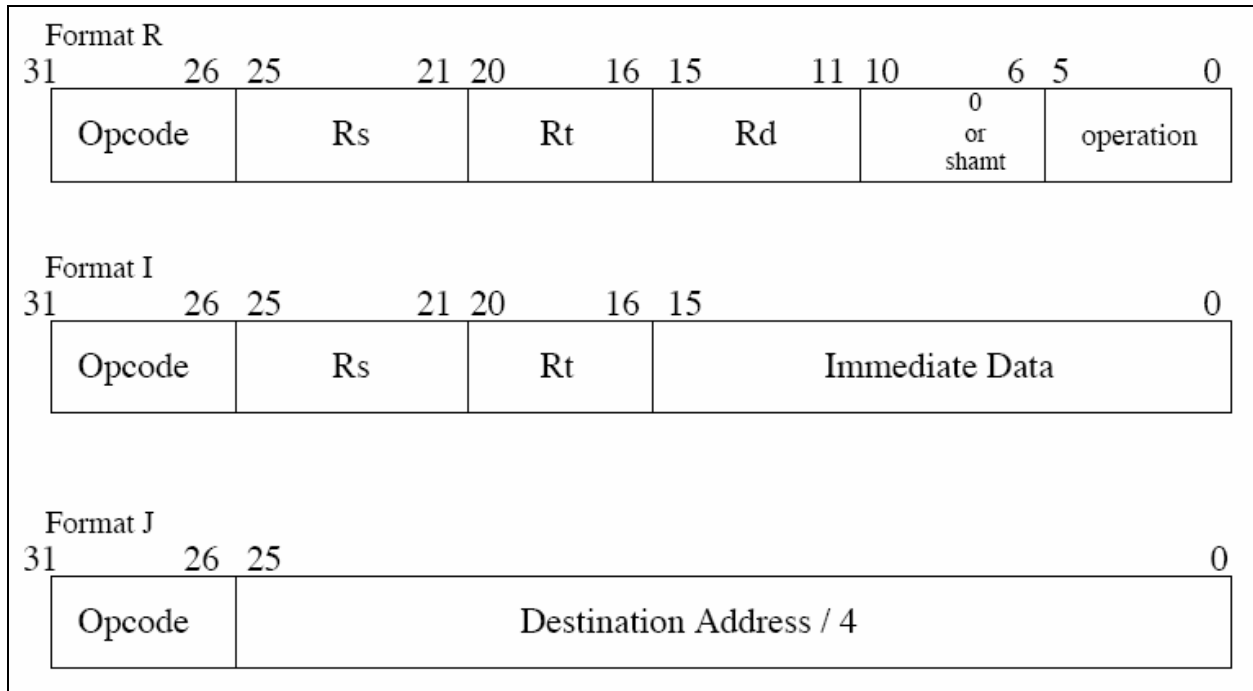 Format R
31 26 25 21 20 16 15 11 10 6 5 0
Opcode Rs Rt Rd 0 or shamt operation
Format I
31 26 25 21 20 16 15 0
Opcode Rs Rt Immediate Data
Format J
31 26 25 0
Opcode Destination Address / 4